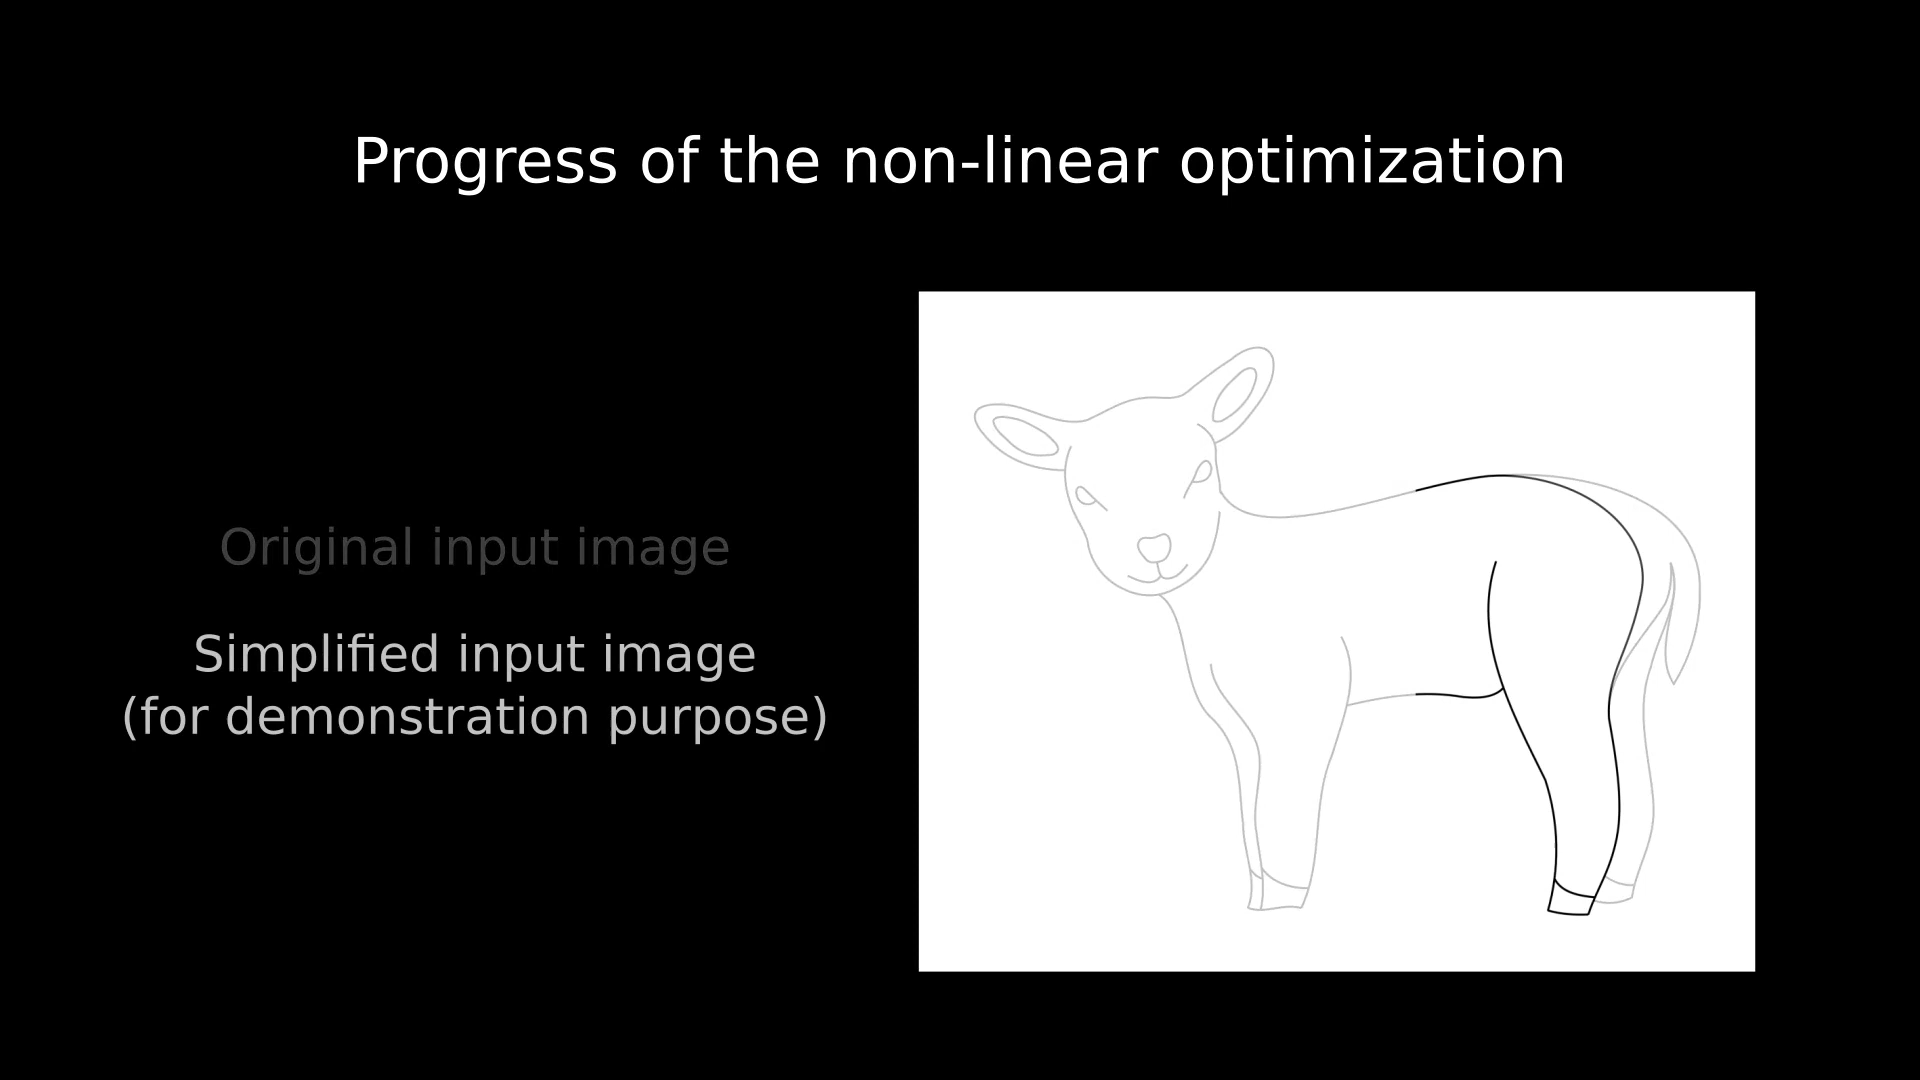 Progress of the non-linear optimization
Original input image
Simplified input image
(for demonstration purpose)